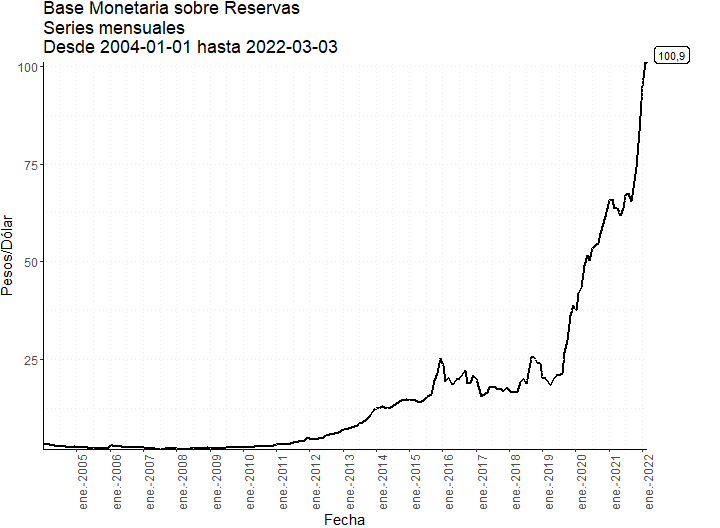 Base Monetaria sobre Reservas
Series mensuales
Desde 2004-01-01 hasta 2022-03-03
100,9
100
75
50
25
Pesos/Dólar
ene.-2005
ene.-2006
ene.-2007
ene.-2008
ene.-2009
ene.-2010
ene.-2011
ene.-2012
ene.-2013
ene.-2014
ene.-2015
ene.-2016
ene.-2017
ene.-2018
ene.-2019
ene.-2020
ene.-2021
ene.-2022
Fecha